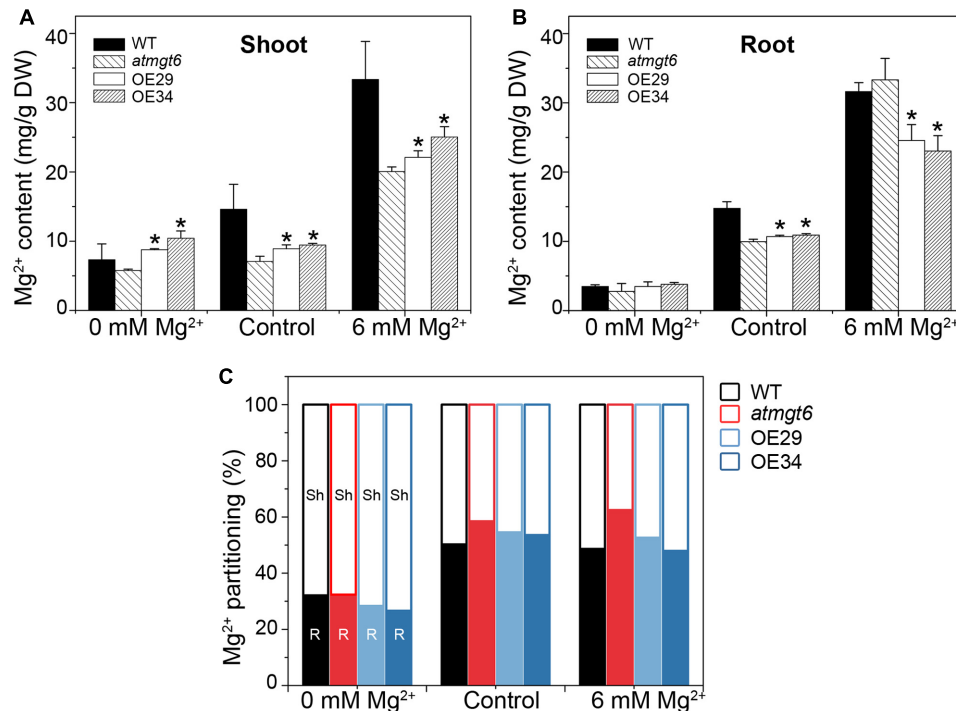 A
Shoot
WT
atmgt6
OE29
OE34
Mg²⁺ content (mg/g DW)
40
30
20
10
0
* * * * * *
0 mM Mg²⁺ Control 6 mM Mg²⁺
B
Root
WT
atmgt6
OE29
OE34
Mg²⁺ content (mg/g DW)
40
30
20
10
0
* * * *
0 mM Mg²⁺ Control 6 mM Mg²⁺
C
Mg²⁺ partitioning (%)
100
80
60
40
20
0
Sh Sh Sh Sh
R R R R
0 mM Mg²⁺ Control 6 mM Mg²⁺
WT
atmgt6
OE29
OE34